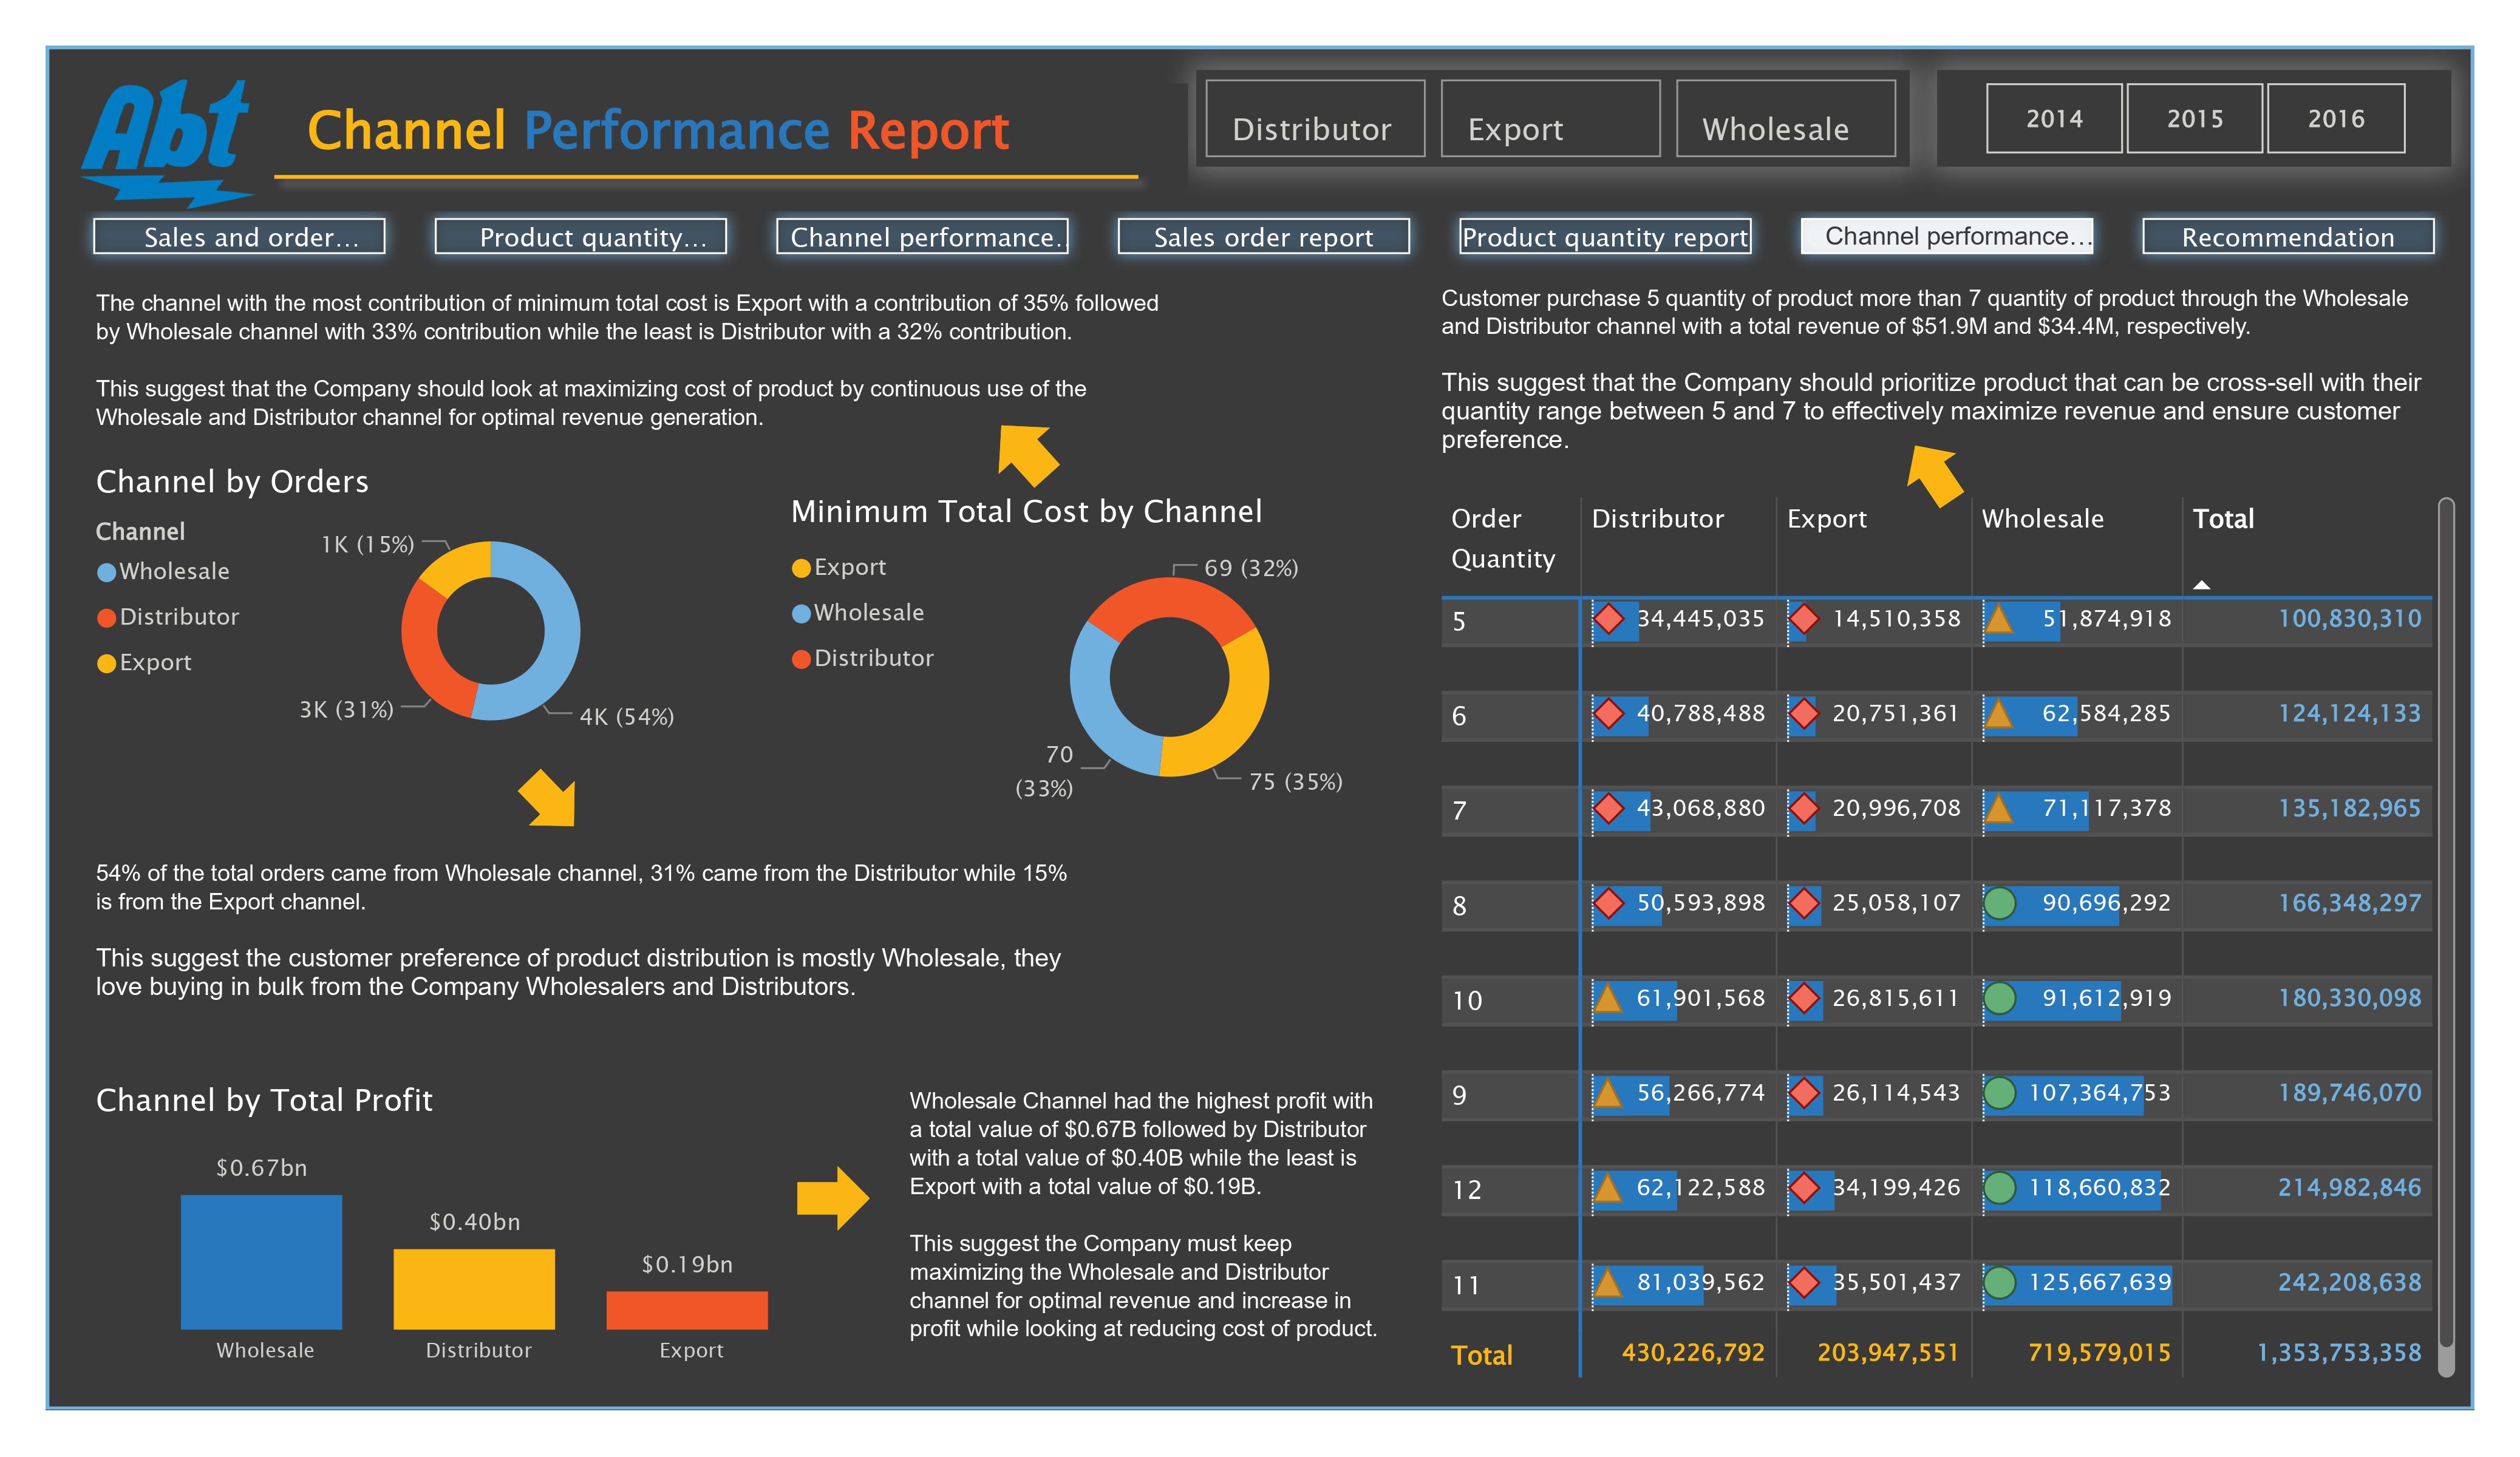 Abt
Channel Performance Report
Distributor
Export
Wholesale
2014
2015
2016
Sales and order...
Product quantity...
Channel performance..
Sales order report
Product quantity report
Channel performance...
Recommendation
The channel with the most contribution of minimum total cost is Export with a contribution of 35% followed
by Wholesale channel with 33% contribution while the least is Distributor with a 32% contribution.
This suggest that the Company should look at maximizing cost of product by continuous use of the
Wholesale and Distributor channel for optimal revenue generation.
Customer purchase 5 quantity of product more than 7 quantity of product through the Wholesale
and Distributor channel with a total revenue of $51.9M and $34.4M, respectively.
This suggest that the Company should prioritize product that can be cross-sell with their
quantity range between 5 and 7 to effectively maximize revenue and ensure customer
preference.
Channel by Orders
Channel
Wholesale
Distributor
Export
1K (15%)
3K (31%)
4K (54%)
Minimum Total Cost by Channel
Export
Wholesale
Distributor
69 (32%)
70
(33%)
75 (35%)
54% of the total orders came from Wholesale channel, 31% came from the Distributor while 15%
is from the Export channel.
This suggest the customer preference of product distribution is mostly Wholesale, they
love buying in bulk from the Company Wholesalers and Distributors.
Channel by Total Profit
$0.67bn
$0.40bn
$0.19bn
Wholesale
Distributor
Export
Wholesale Channel had the highest profit with
a total value of $0.67B followed by Distributor
with a total value of $0.40B while the least is
Export with a total value of $0.19B.
This suggest the Company must keep
maximizing the Wholesale and Distributor
channel for optimal revenue and increase in
profit while looking at reducing cost of product.
Order Quantity Distributor Export Wholesale Total
5 34,445,035 14,510,358 51,874,918 100,830,310
6 40,788,488 20,751,361 62,584,285 124,124,133
7 43,068,880 20,996,708 71,117,378 135,182,965
8 50,593,898 25,058,107 90,696,292 166,348,297
10 61,901,568 26,815,611 91,612,919 180,330,098
9 56,266,774 26,114,543 107,364,753 189,746,070
12 62,122,588 34,199,426 118,660,832 214,982,846
11 81,039,562 35,501,437 125,667,639 242,208,638
Total 430,226,792 203,947,551 719,579,015 1,353,753,358